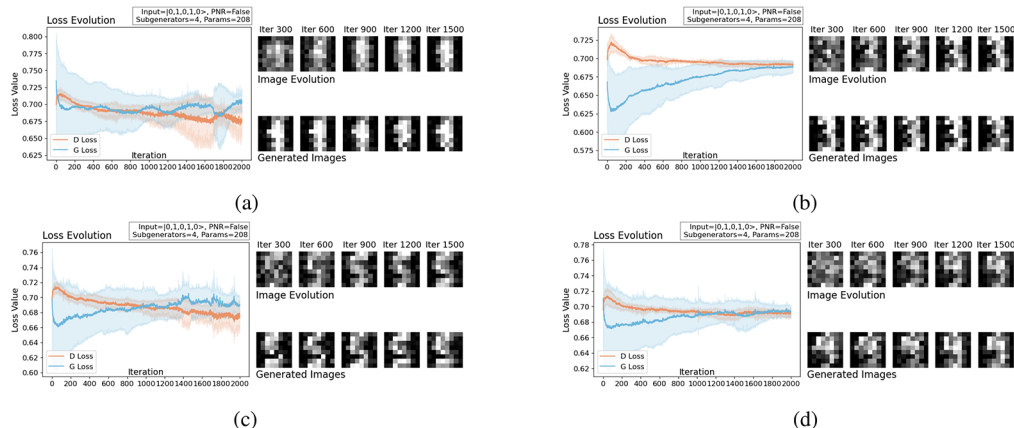 Input=|0,1,0,1,0>, PNR=False
Subgenerators=4, Params=208
Loss Evolution
Iter 300 Iter 600 Iter 900 Iter 1200 Iter 1500
0.800
0.775
0.750
0.725
0.700
0.675
0.650
0.625
Loss Value
D Loss
G Loss
0 200 400 600 800 1000 1200 1400 1600 1800 2000
Iteration
Image Evolution
Generated Images
(a)
Input=|0,1,0,1,0>, PNR=False
Subgenerators=4, Params=208
Loss Evolution
Iter 300 Iter 600 Iter 900 Iter 1200 Iter 1500
0.725
0.700
0.675
0.650
0.625
0.600
0.575
Loss Value
D Loss
G Loss
0 200 400 600 800 1000 1200 1400 1600 1800 2000
Iteration
Image Evolution
Generated Images
(b)
Input=|0,1,0,1,0>, PNR=False
Subgenerators=4, Params=208
Loss Evolution
Iter 300 Iter 600 Iter 900 Iter 1200 Iter 1500
0.76
0.74
0.72
0.70
0.68
0.66
0.64
0.62
0.60
Loss Value
D Loss
G Loss
0 200 400 600 800 1000 1200 1400 1600 1800 2000
Iteration
Image Evolution
Generated Images
(c)
Input=|0,1,0,1,0>, PNR=False
Subgenerators=4, Params=208
Loss Evolution
Iter 300 Iter 600 Iter 900 Iter 1200 Iter 1500
0.78
0.76
0.74
0.72
0.70
0.68
0.66
0.64
0.62
Loss Value
D Loss
G Loss
0 200 400 600 800 1000 1200 1400 1600 1800 2000
Iteration
Image Evolution
Generated Images
(d)